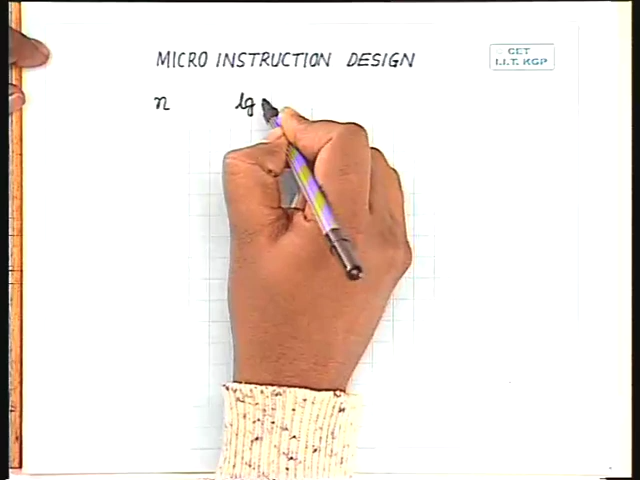 MICRO INSTRUCTION DESIGN
CET
I.I.T. KGP
n lg